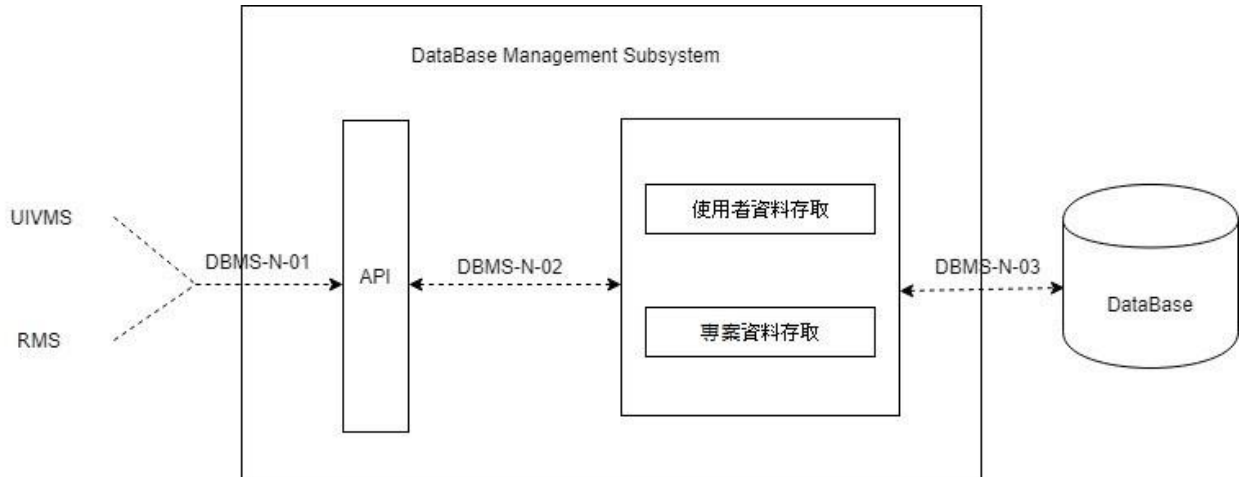 DataBase Management Subsystem
UIVMS
RMS
DBMS-N-01
API
DBMS-N-02
使用者資料存取
專案資料存取
DBMS-N-03
DataBase